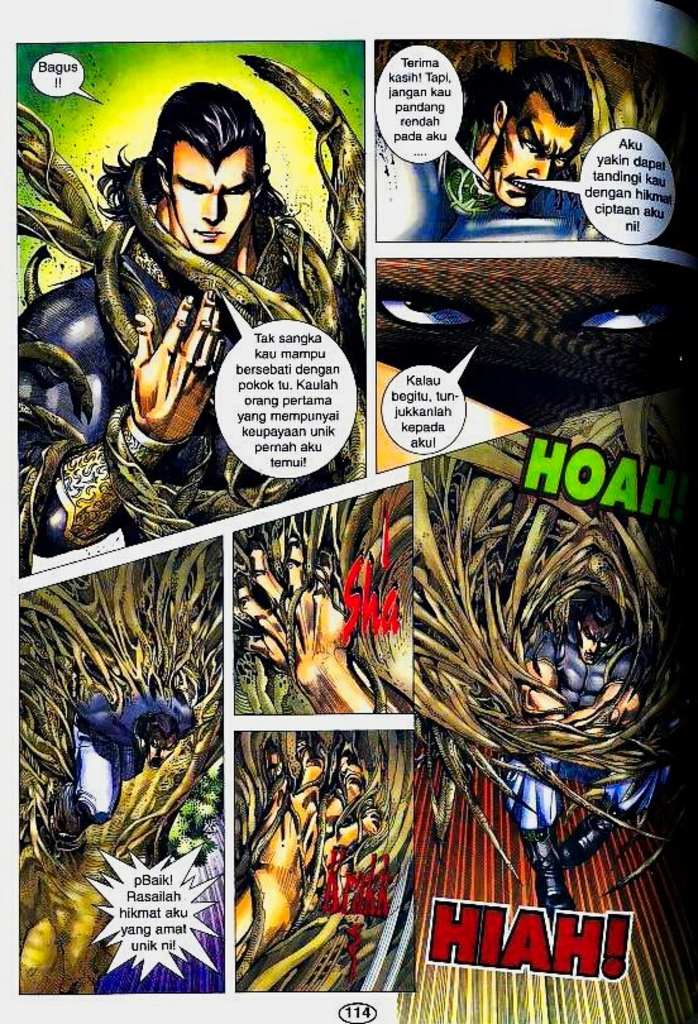 Bagus
!!
Tak sangka
kau mampu
bersebati dengan
pokok tu. Kaulah
orang pertama
yang mempunyai
keupayaan unik
pernah aku
temui!
Terima
kasih! Tapi,
jangan kau
pandang
rendah
pada aku
....
Aku
yakin dapat
tandingi kau
dengan hikmat
ciptaan aku
ni!
Kalau
begitu, tun-
jukkanlah
kepada
aku!
HOAH!
pBaik!
Rasailah
hikmat aku
yang amat
unik ni!
Sha
HIAH!
114